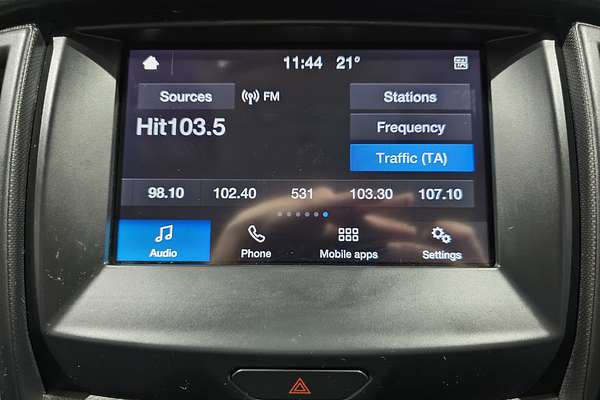 11:44 21°
TA
Sources FM Stations
Hit103.5
Frequency
Traffic (TA)
98.10 102.40 531 103.30 107.10
Audio Phone Mobile apps Settings